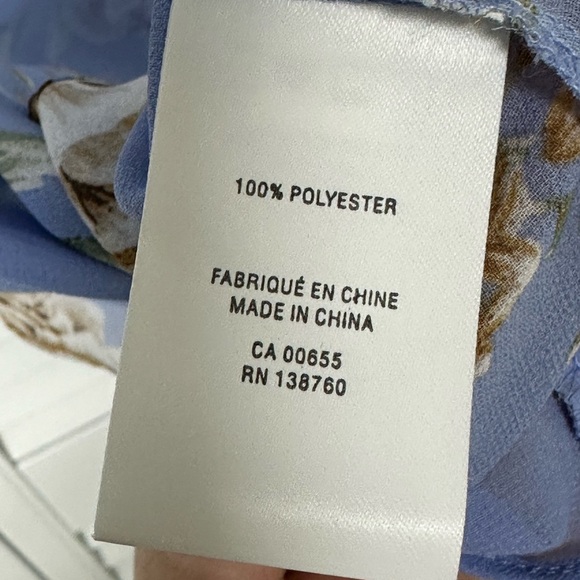 100% POLYESTER
FABRIQUÉ EN CHINE
MADE IN CHINA
CA 00655
RN 138760